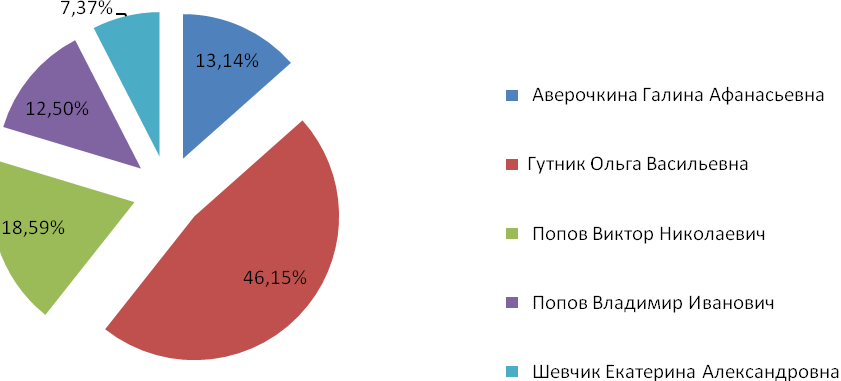 7,37%
13,14%
12,50%
18,59%
46,15%
Аверочкина Галина Афанасьевна
Гутник Ольга Васильевна
Попов Виктор Николаевич
Попов Владимир Иванович
Шевчик Екатерина Александровна